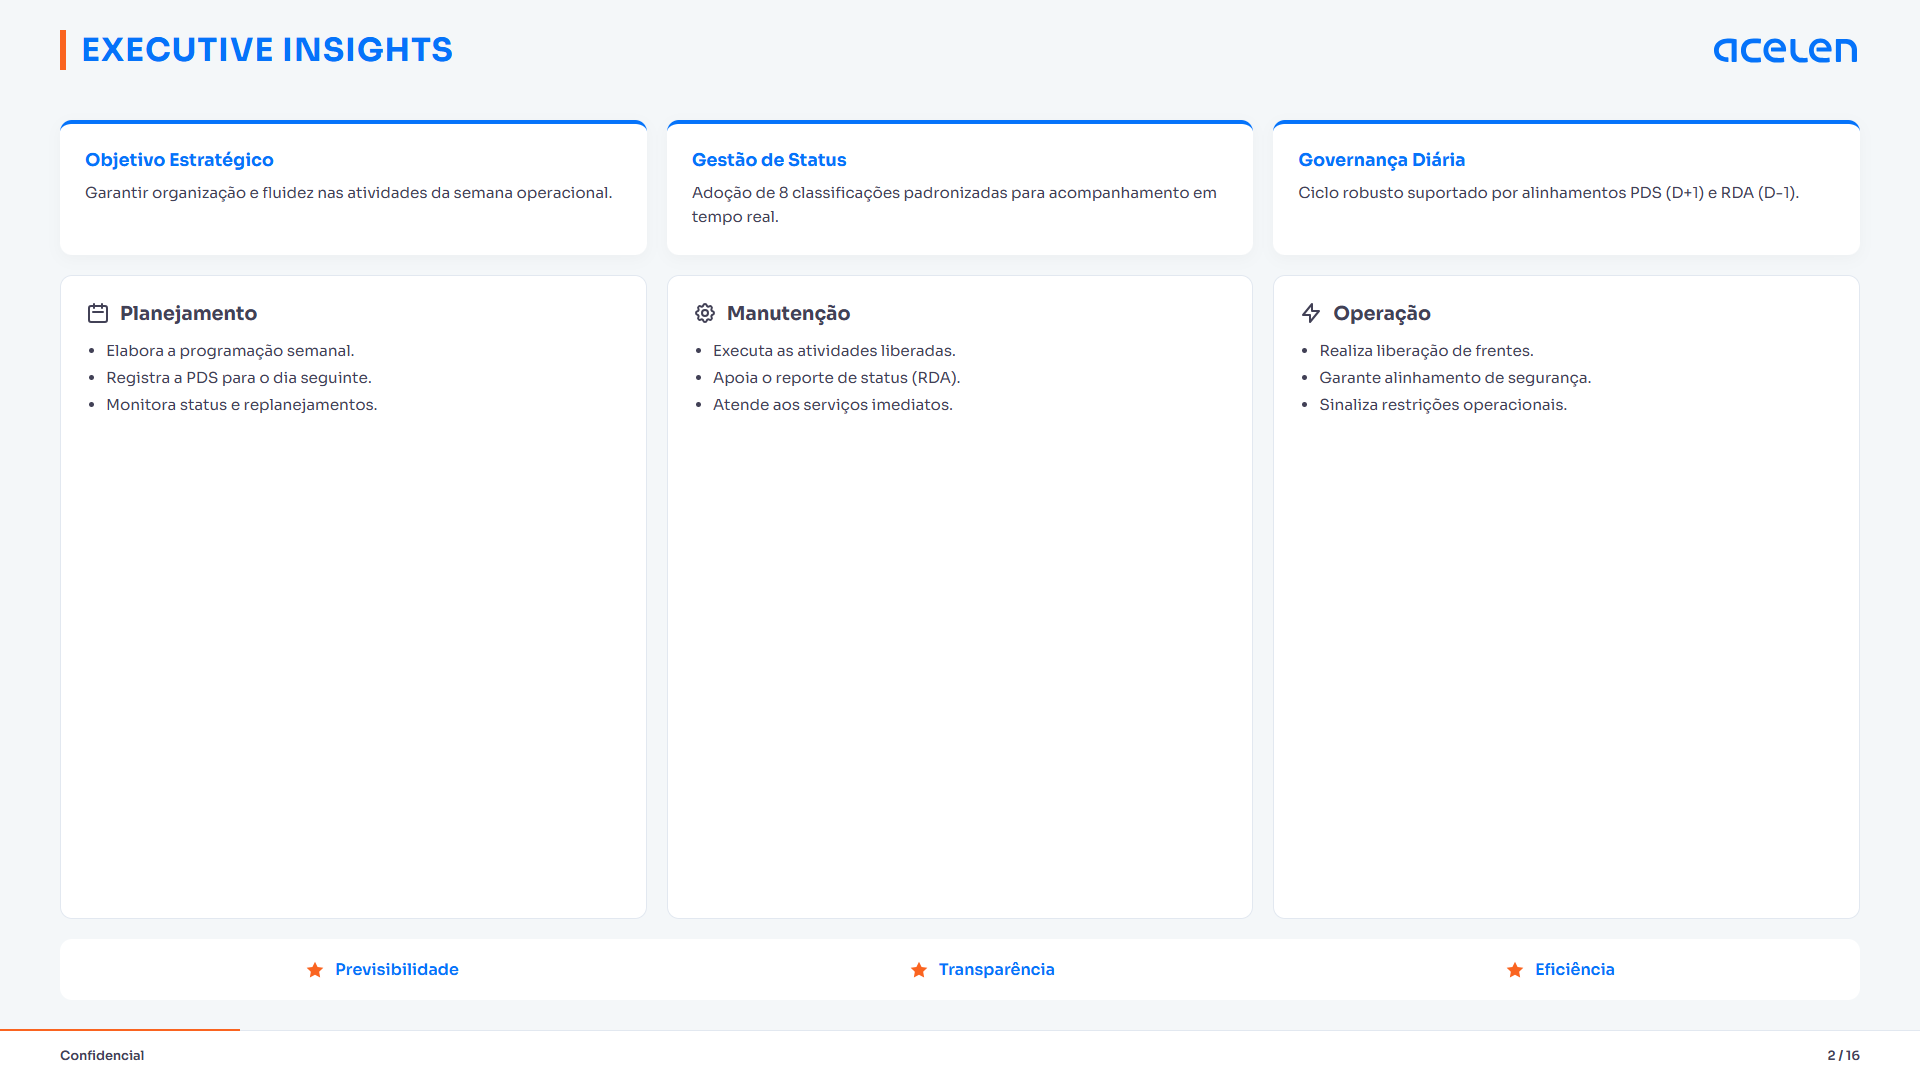 EXECUTIVE INSIGHTS
acelen
Objetivo Estratégico
Garantir organização e fluidez nas atividades da semana operacional.
Gestão de Status
Adoção de 8 classificações padronizadas para acompanhamento em
tempo real.
Governança Diária
Ciclo robusto suportado por alinhamentos PDS (D+1) e RDA (D-1).
Planejamento
• Elabora a programação semanal.
• Registra a PDS para o dia seguinte.
• Monitora status e replanejamentos.
Manutenção
• Executa as atividades liberadas.
• Apoia o reporte de status (RDA).
• Atende aos serviços imediatos.
Operação
• Realiza liberação de frentes.
• Garante alinhamento de segurança.
• Sinaliza restrições operacionais.
Previsibilidade
Transparência
Eficiência
Confidencial
2 / 16